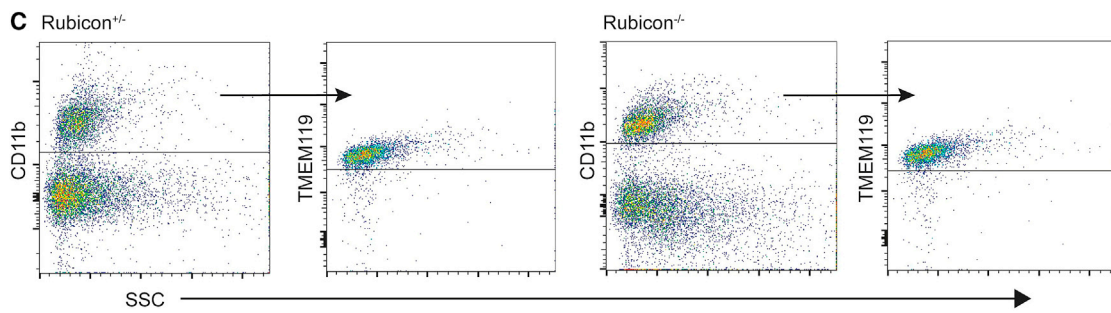 C
Rubicon+/-
Rubicon-/-
CD11b
TMEM119
CD11b
TMEM119
SSC